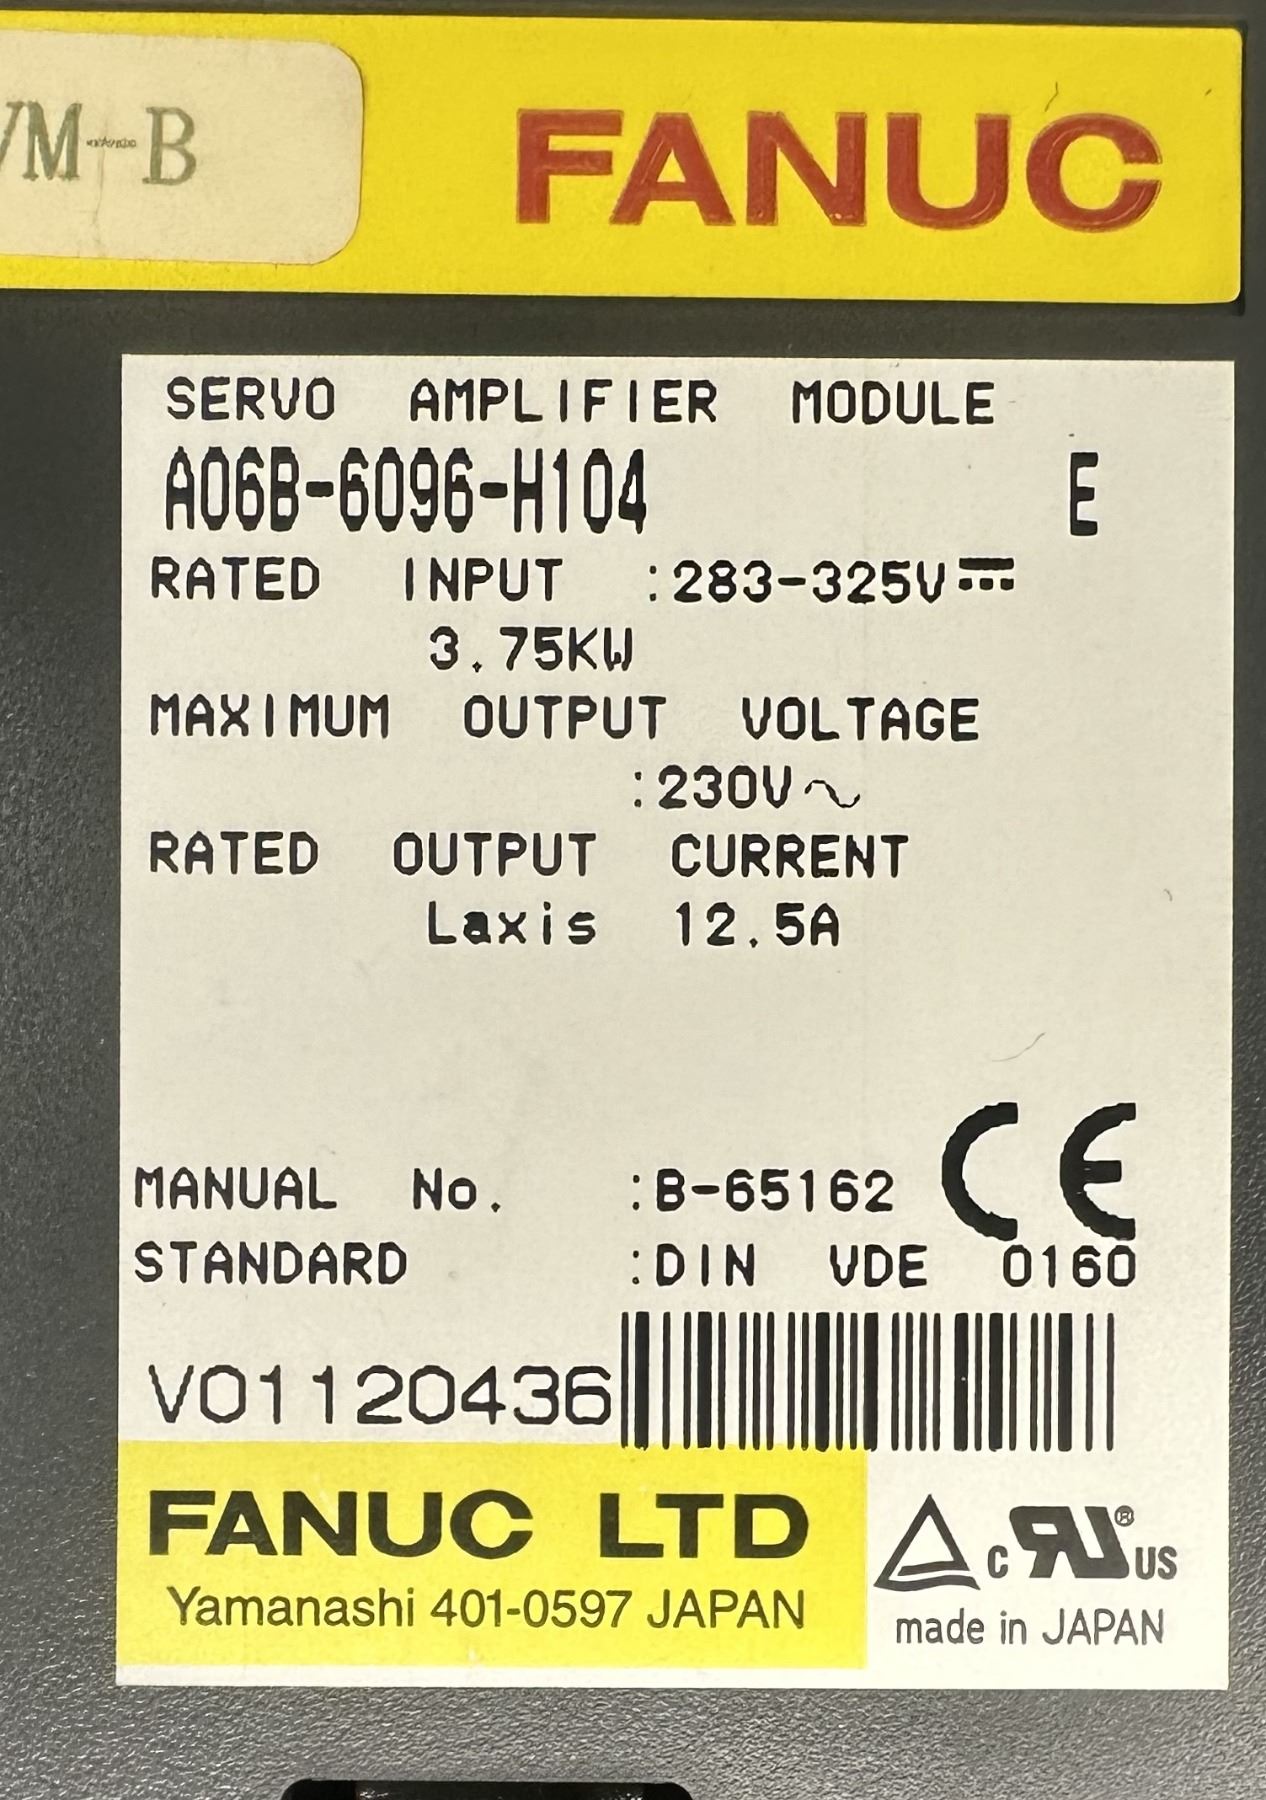 VM--B
FANUC
SERVO AMPLIFIER MODULE
A06B-6096-H104 E
RATED INPUT :283-325V⎓
3.75KW
MAXIMUM OUTPUT VOLTAGE
:230V~
RATED OUTPUT CURRENT
Laxis 12.5A
CE
MANUAL No. :B-65162
STANDARD :DIN VDE 0160
V01120436
FANUC LTD
Yamanashi 401-0597 JAPAN
c RU® US
made in JAPAN